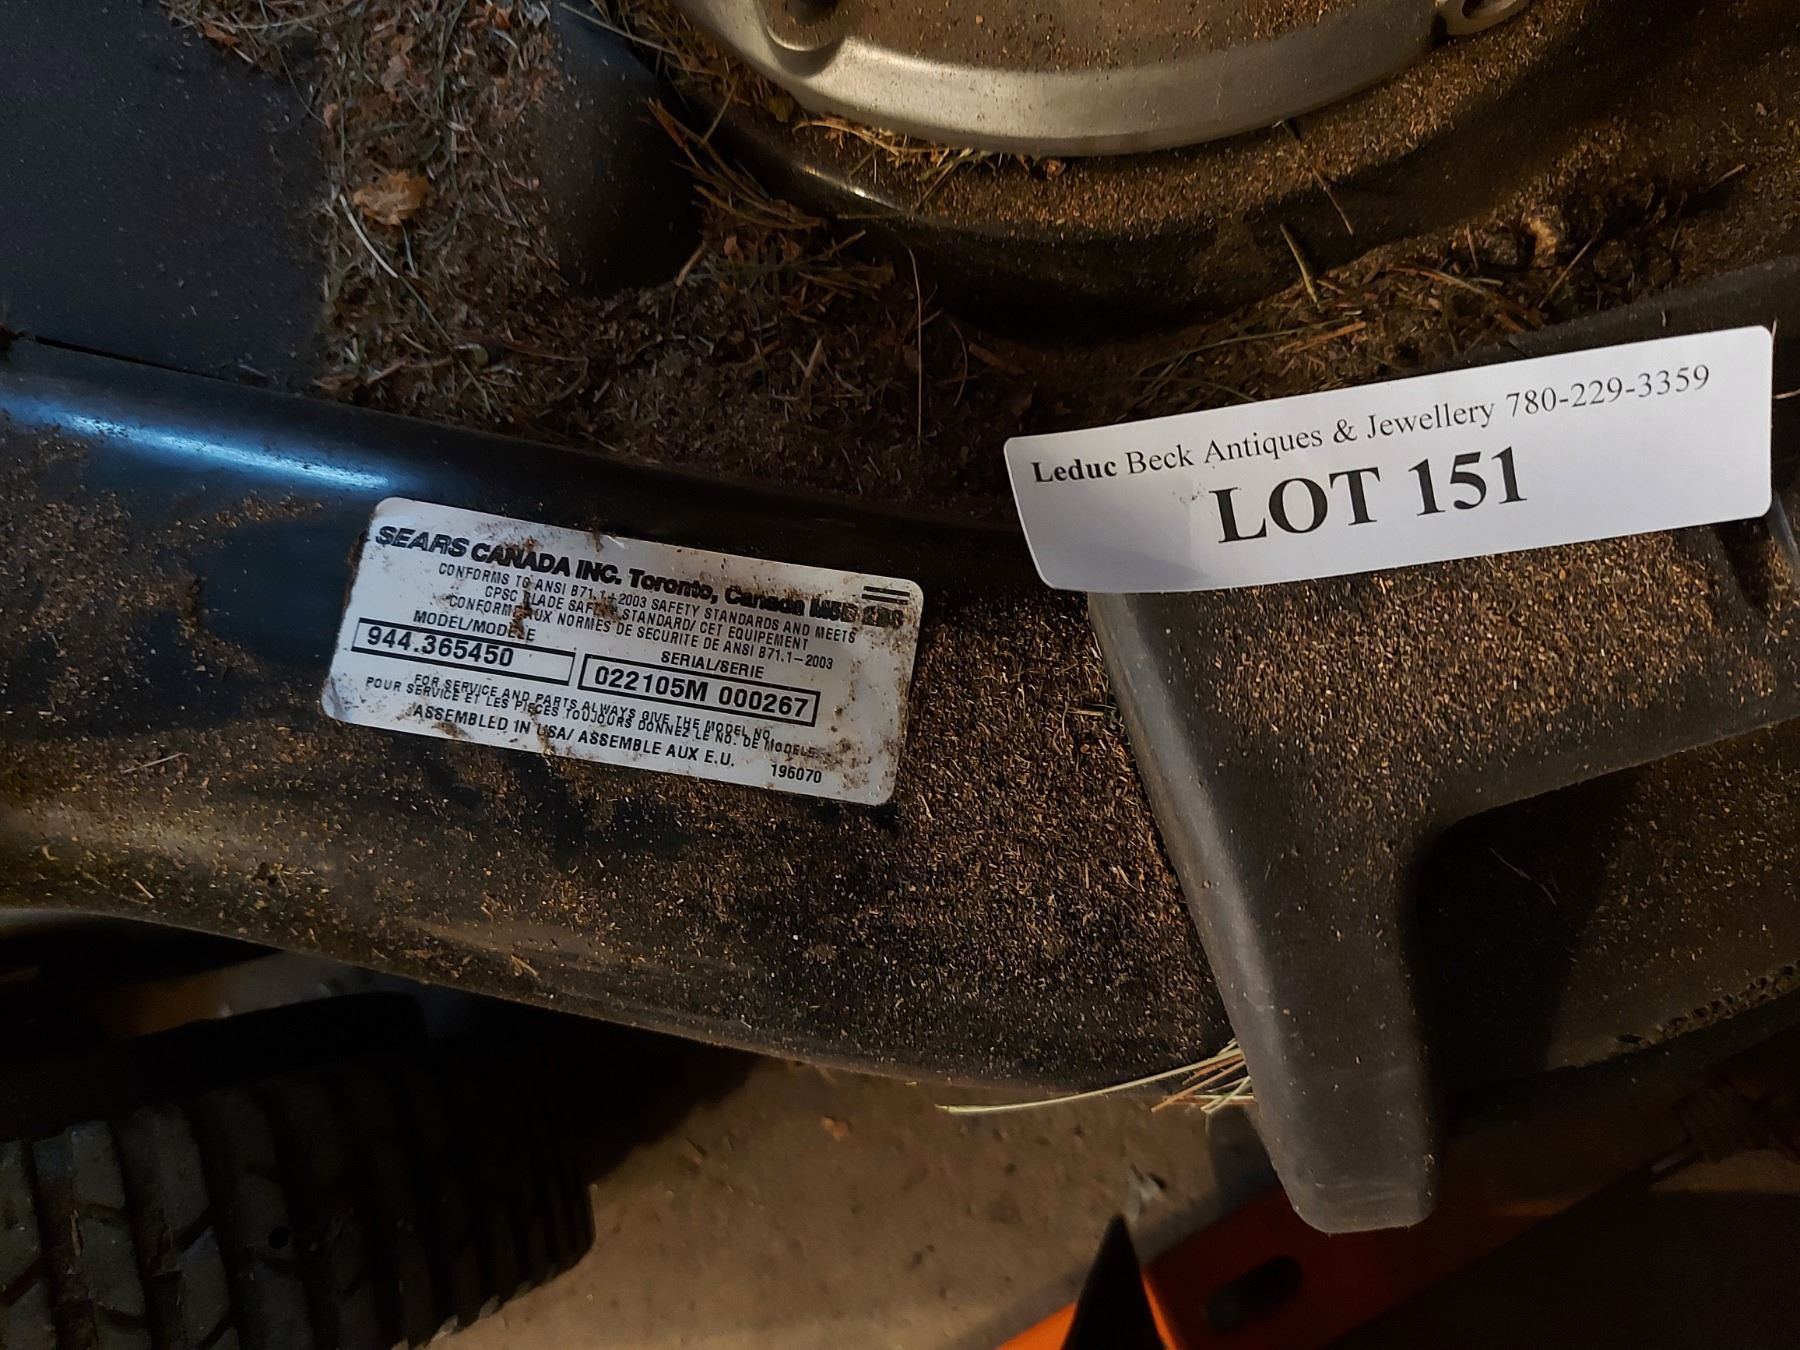 Leduc Beck Antiques & Jewellery 780-229-3359
LOT 151
SEARS CANADA INC. Toronto, Canada M5B
CONFORMS TO ANSI B71.1-2003 SAFETY STANDARDS AND MEETS
CPSC BLADE SAFETY STANDARD/ CET EQUIPEMENT
CONFORME AUX NORMES DE SECURITE DE ANSI B71.1-2003
MODEL/MODELE
944.365450
SERIAL/SERIE
022105M 000267
FOR SERVICE AND PARTS ALWAYS GIVE THE MODEL NO.
POUR SERVICE ET LES PIECES TOUJOURS DONNEZ LE NO. DE MODELE
ASSEMBLED IN USA/ ASSEMBLE AUX E.U.
196070